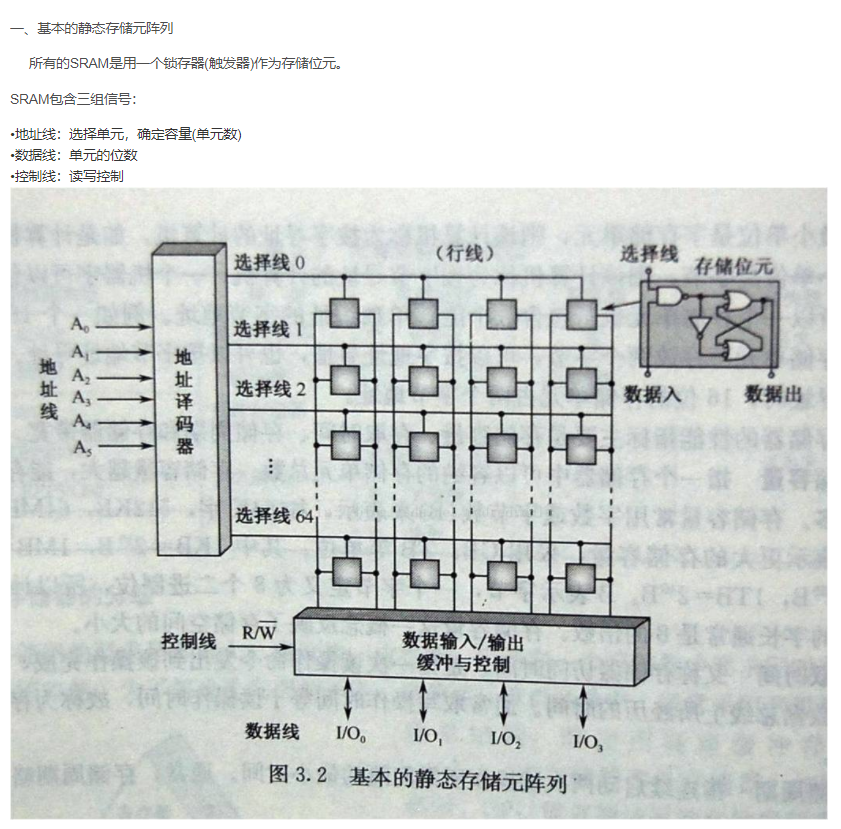 一、基本的静态存储元阵列
所有的SRAM是用一个锁存器(触发器)作为存储位元。
SRAM包含三组信号：
•地址线：选择单元，确定容量(单元数)
•数据线：单元的位数
•控制线：读写控制
选择线 0
（行线）
选择线
存储位元
A₀
A₁
A₂
A₃
A₄
A₅
地址线
地址译码器
选择线 1
选择线 2
数据入
数据出
选择线 64
控制线
R/W̅
数据输入/输出
缓冲与控制
数据线
I/O₀
I/O₁
I/O₂
I/O₃
图 3.2 基本的静态存储元阵列